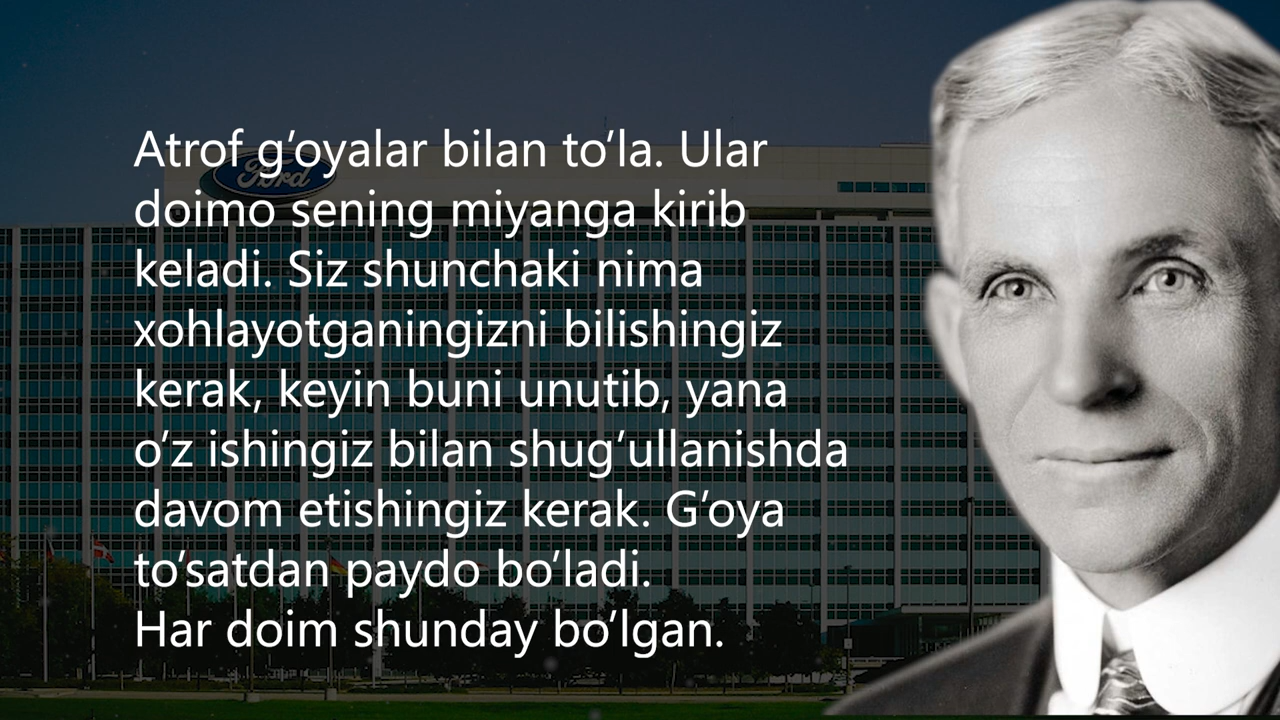 Ford
Atrof g‘oyalar bilan to‘la. Ular
doimo sening miyanga kirib
keladi. Siz shunchaki nima
xohlayotganingizni bilishingiz
kerak, keyin buni unutib, yana
o‘z ishingiz bilan shug‘ullanishda
davom etishingiz kerak. G‘oya
to‘satdan paydo bo‘ladi.
Har doim shunday bo‘lgan.